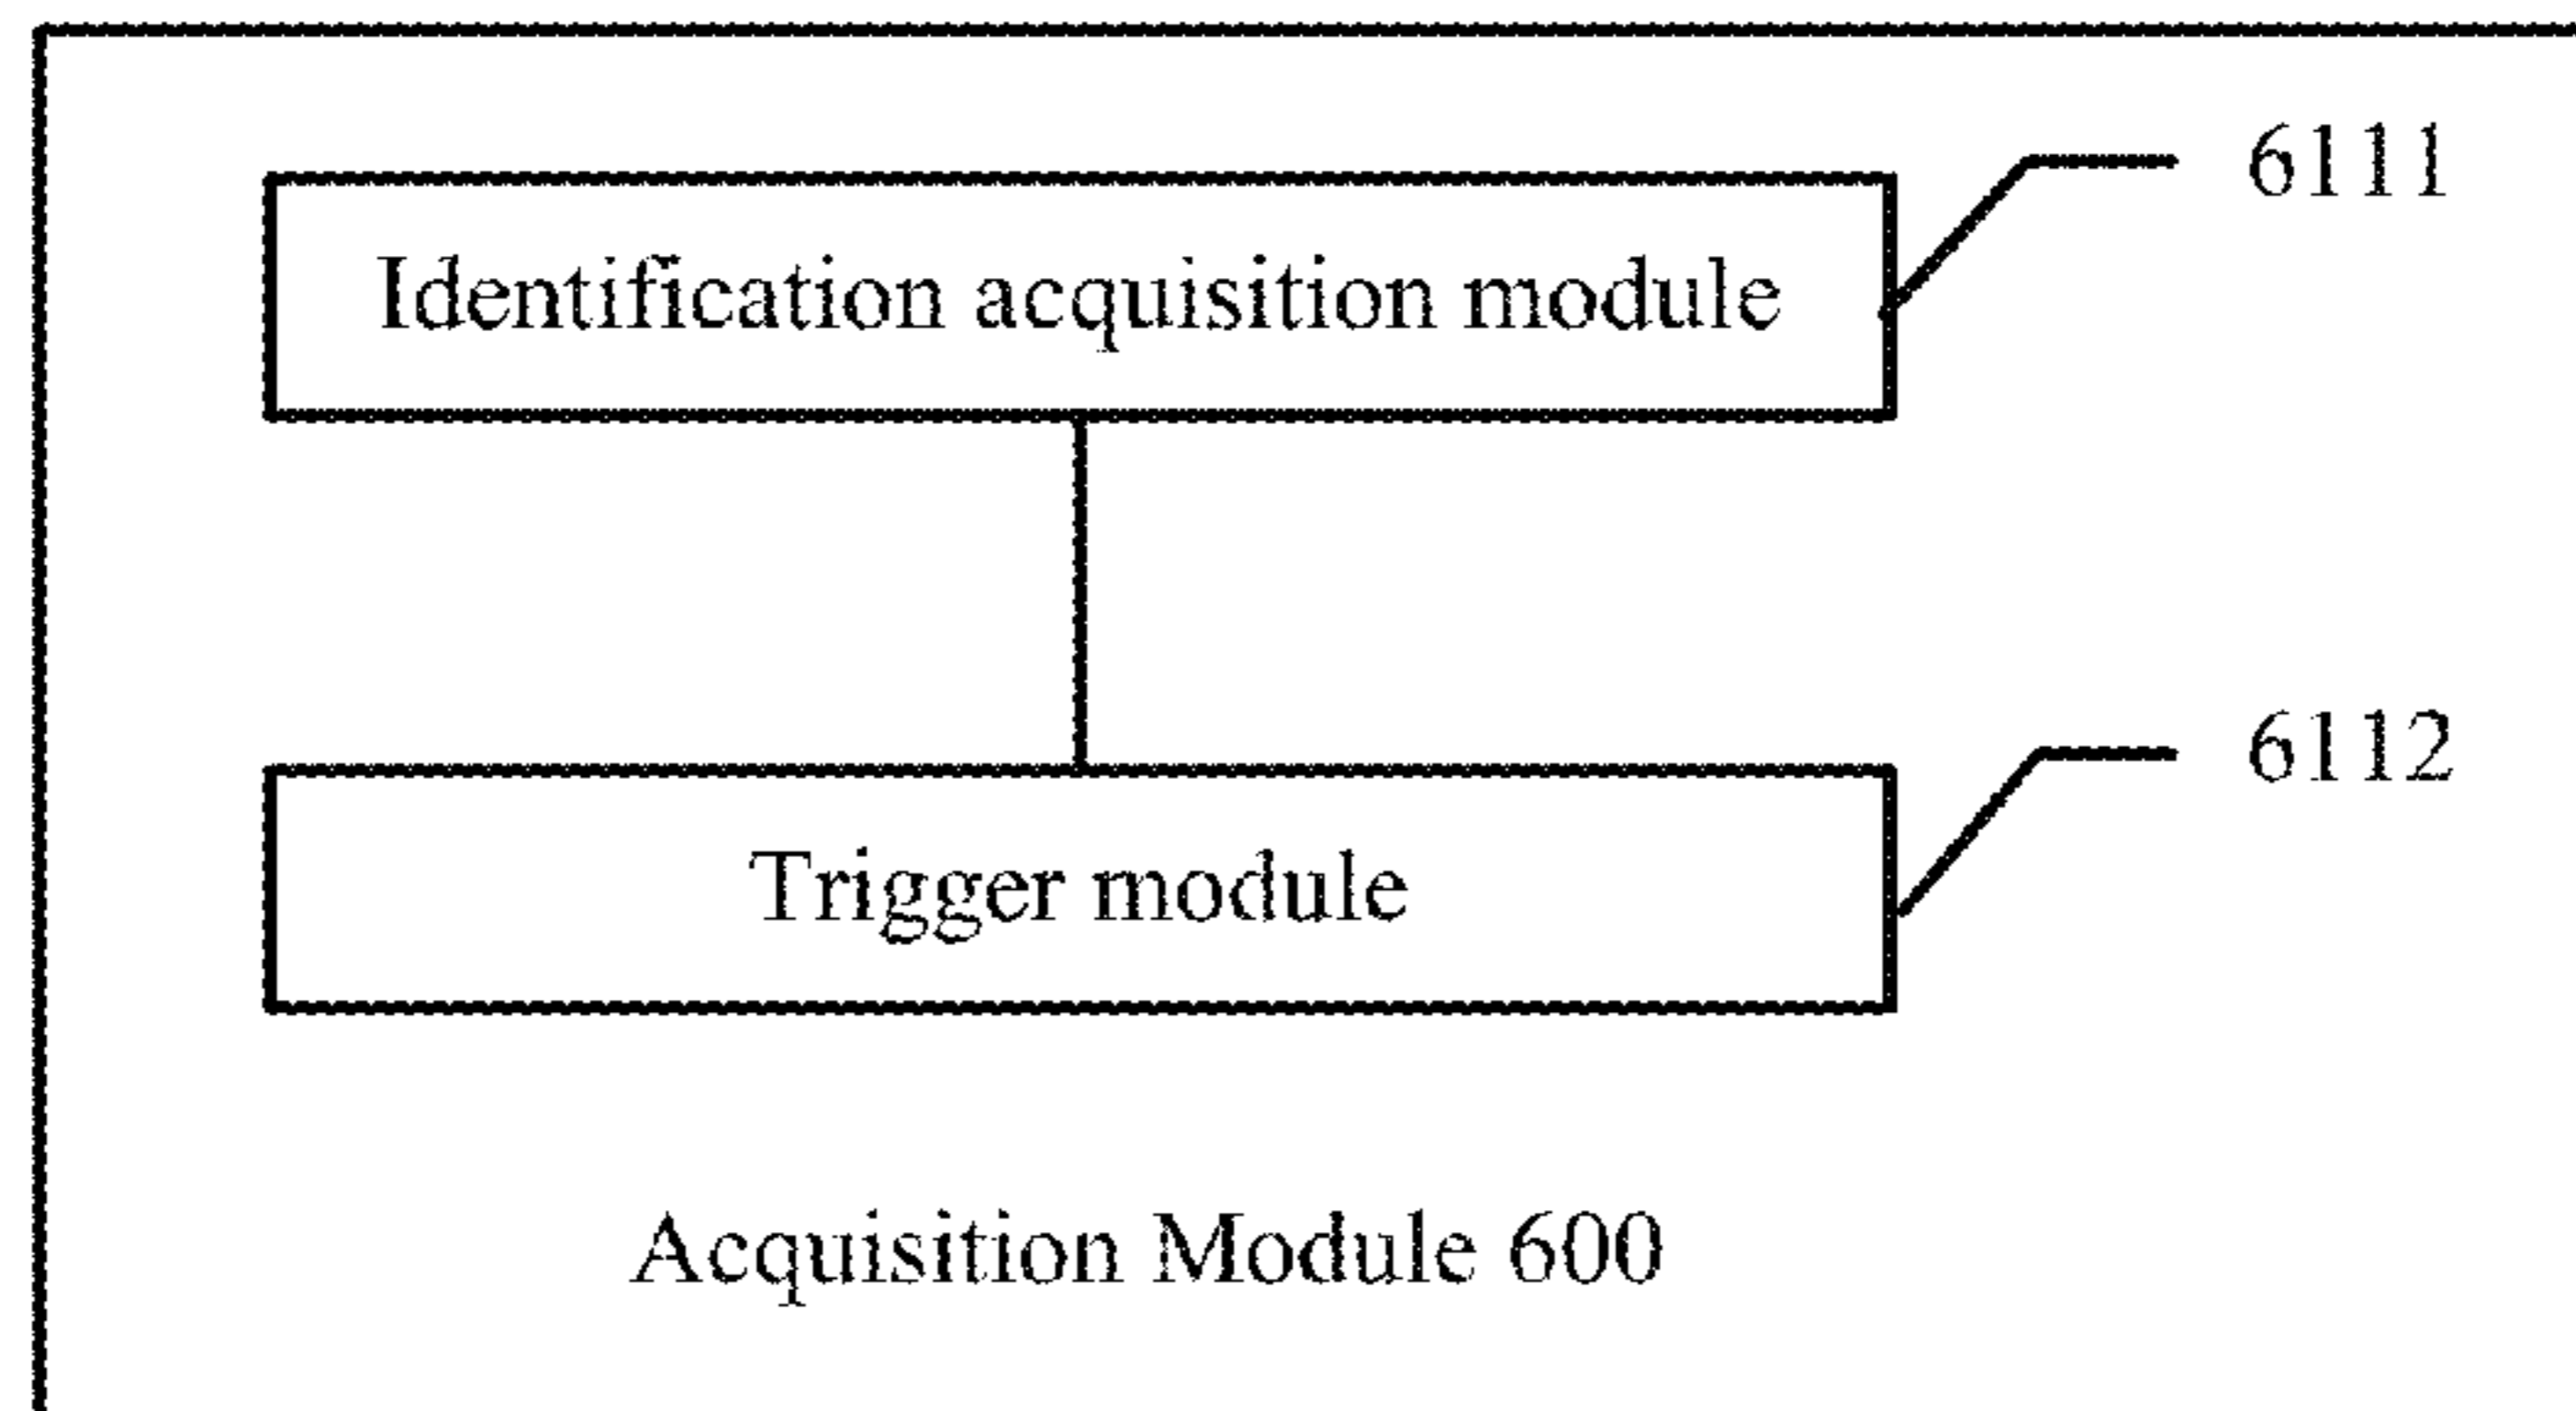 6111
Identification acquisition module
6112
Trigger module
Acquisition Module 600